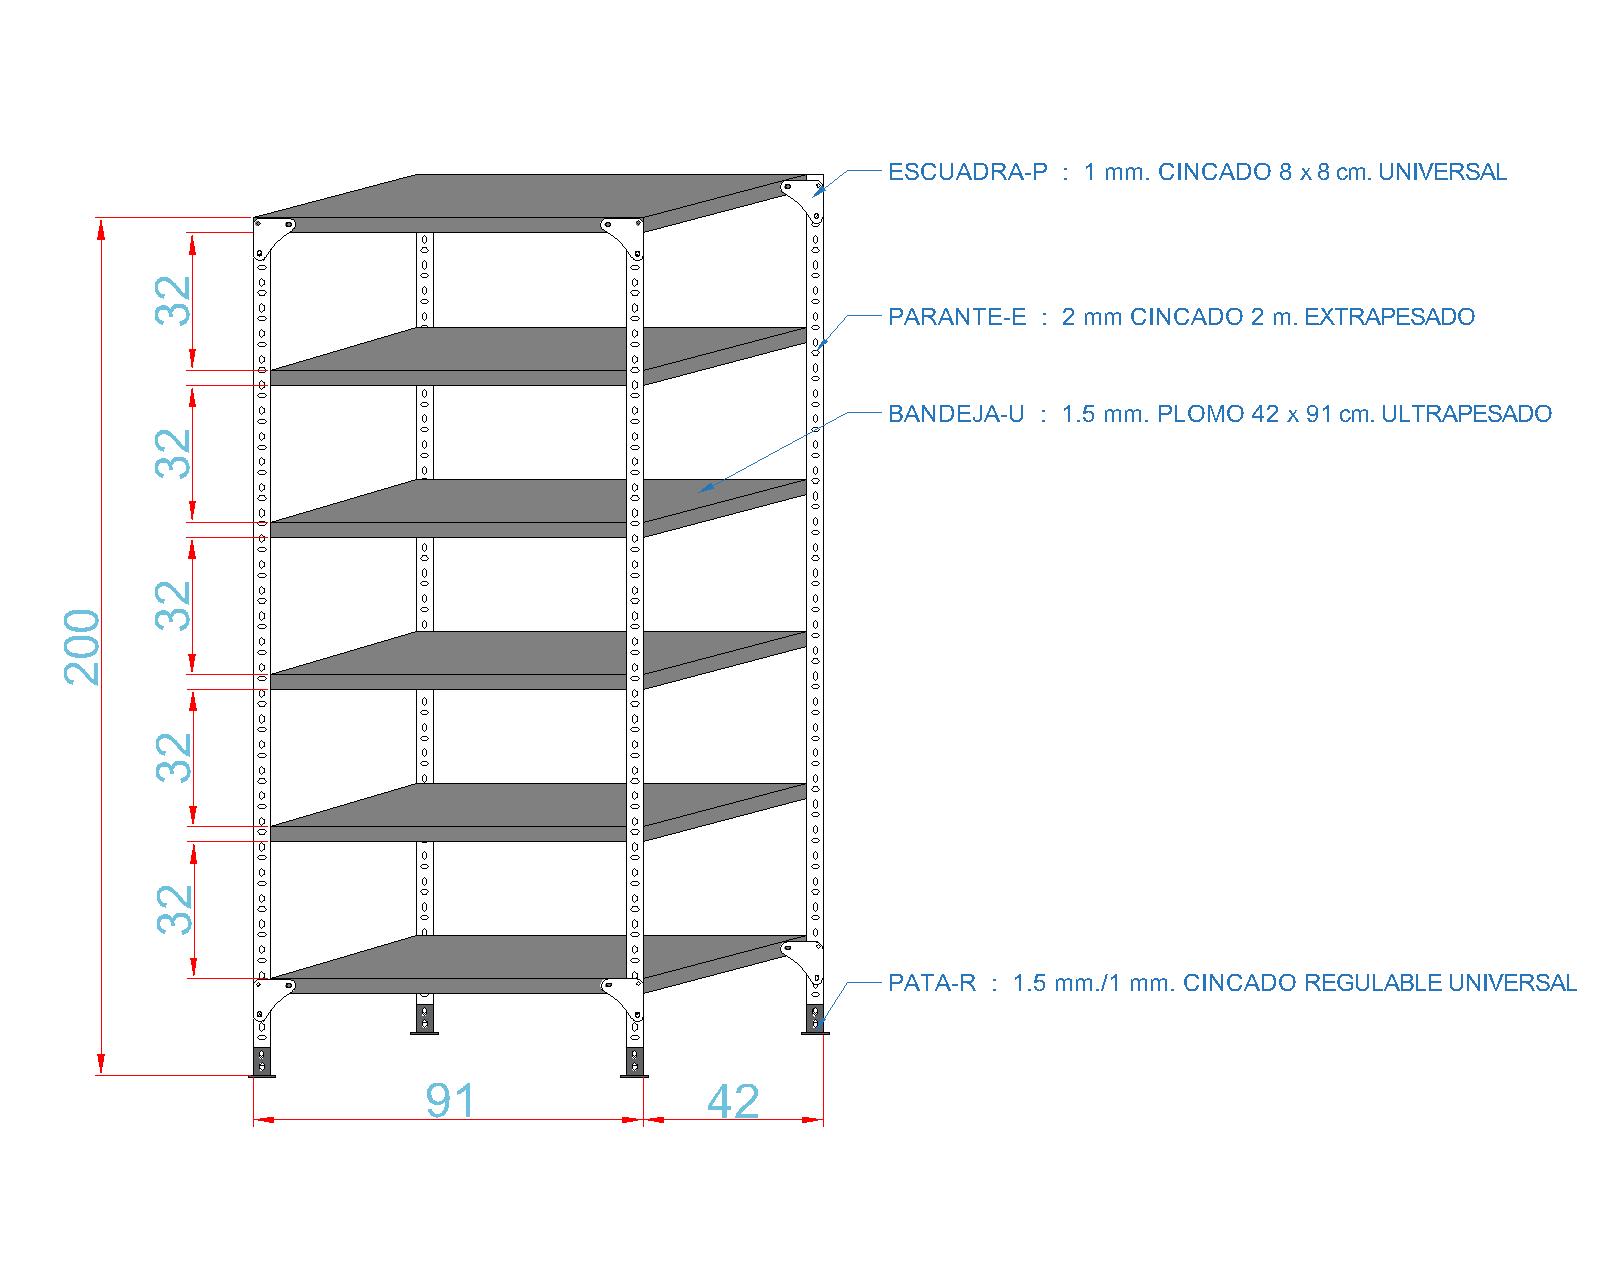 ESCUADRA-P : 1 mm. CINCADO 8 x 8 cm. UNIVERSAL
32
PARANTE-E : 2 mm CINCADO 2 m. EXTRAPESADO
BANDEJA-U : 1.5 mm. PLOMO 42 x 91 cm. ULTRAPESADO
32
32
200
32
32
PATA-R : 1.5 mm./1 mm. CINCADO REGULABLE UNIVERSAL
91
42